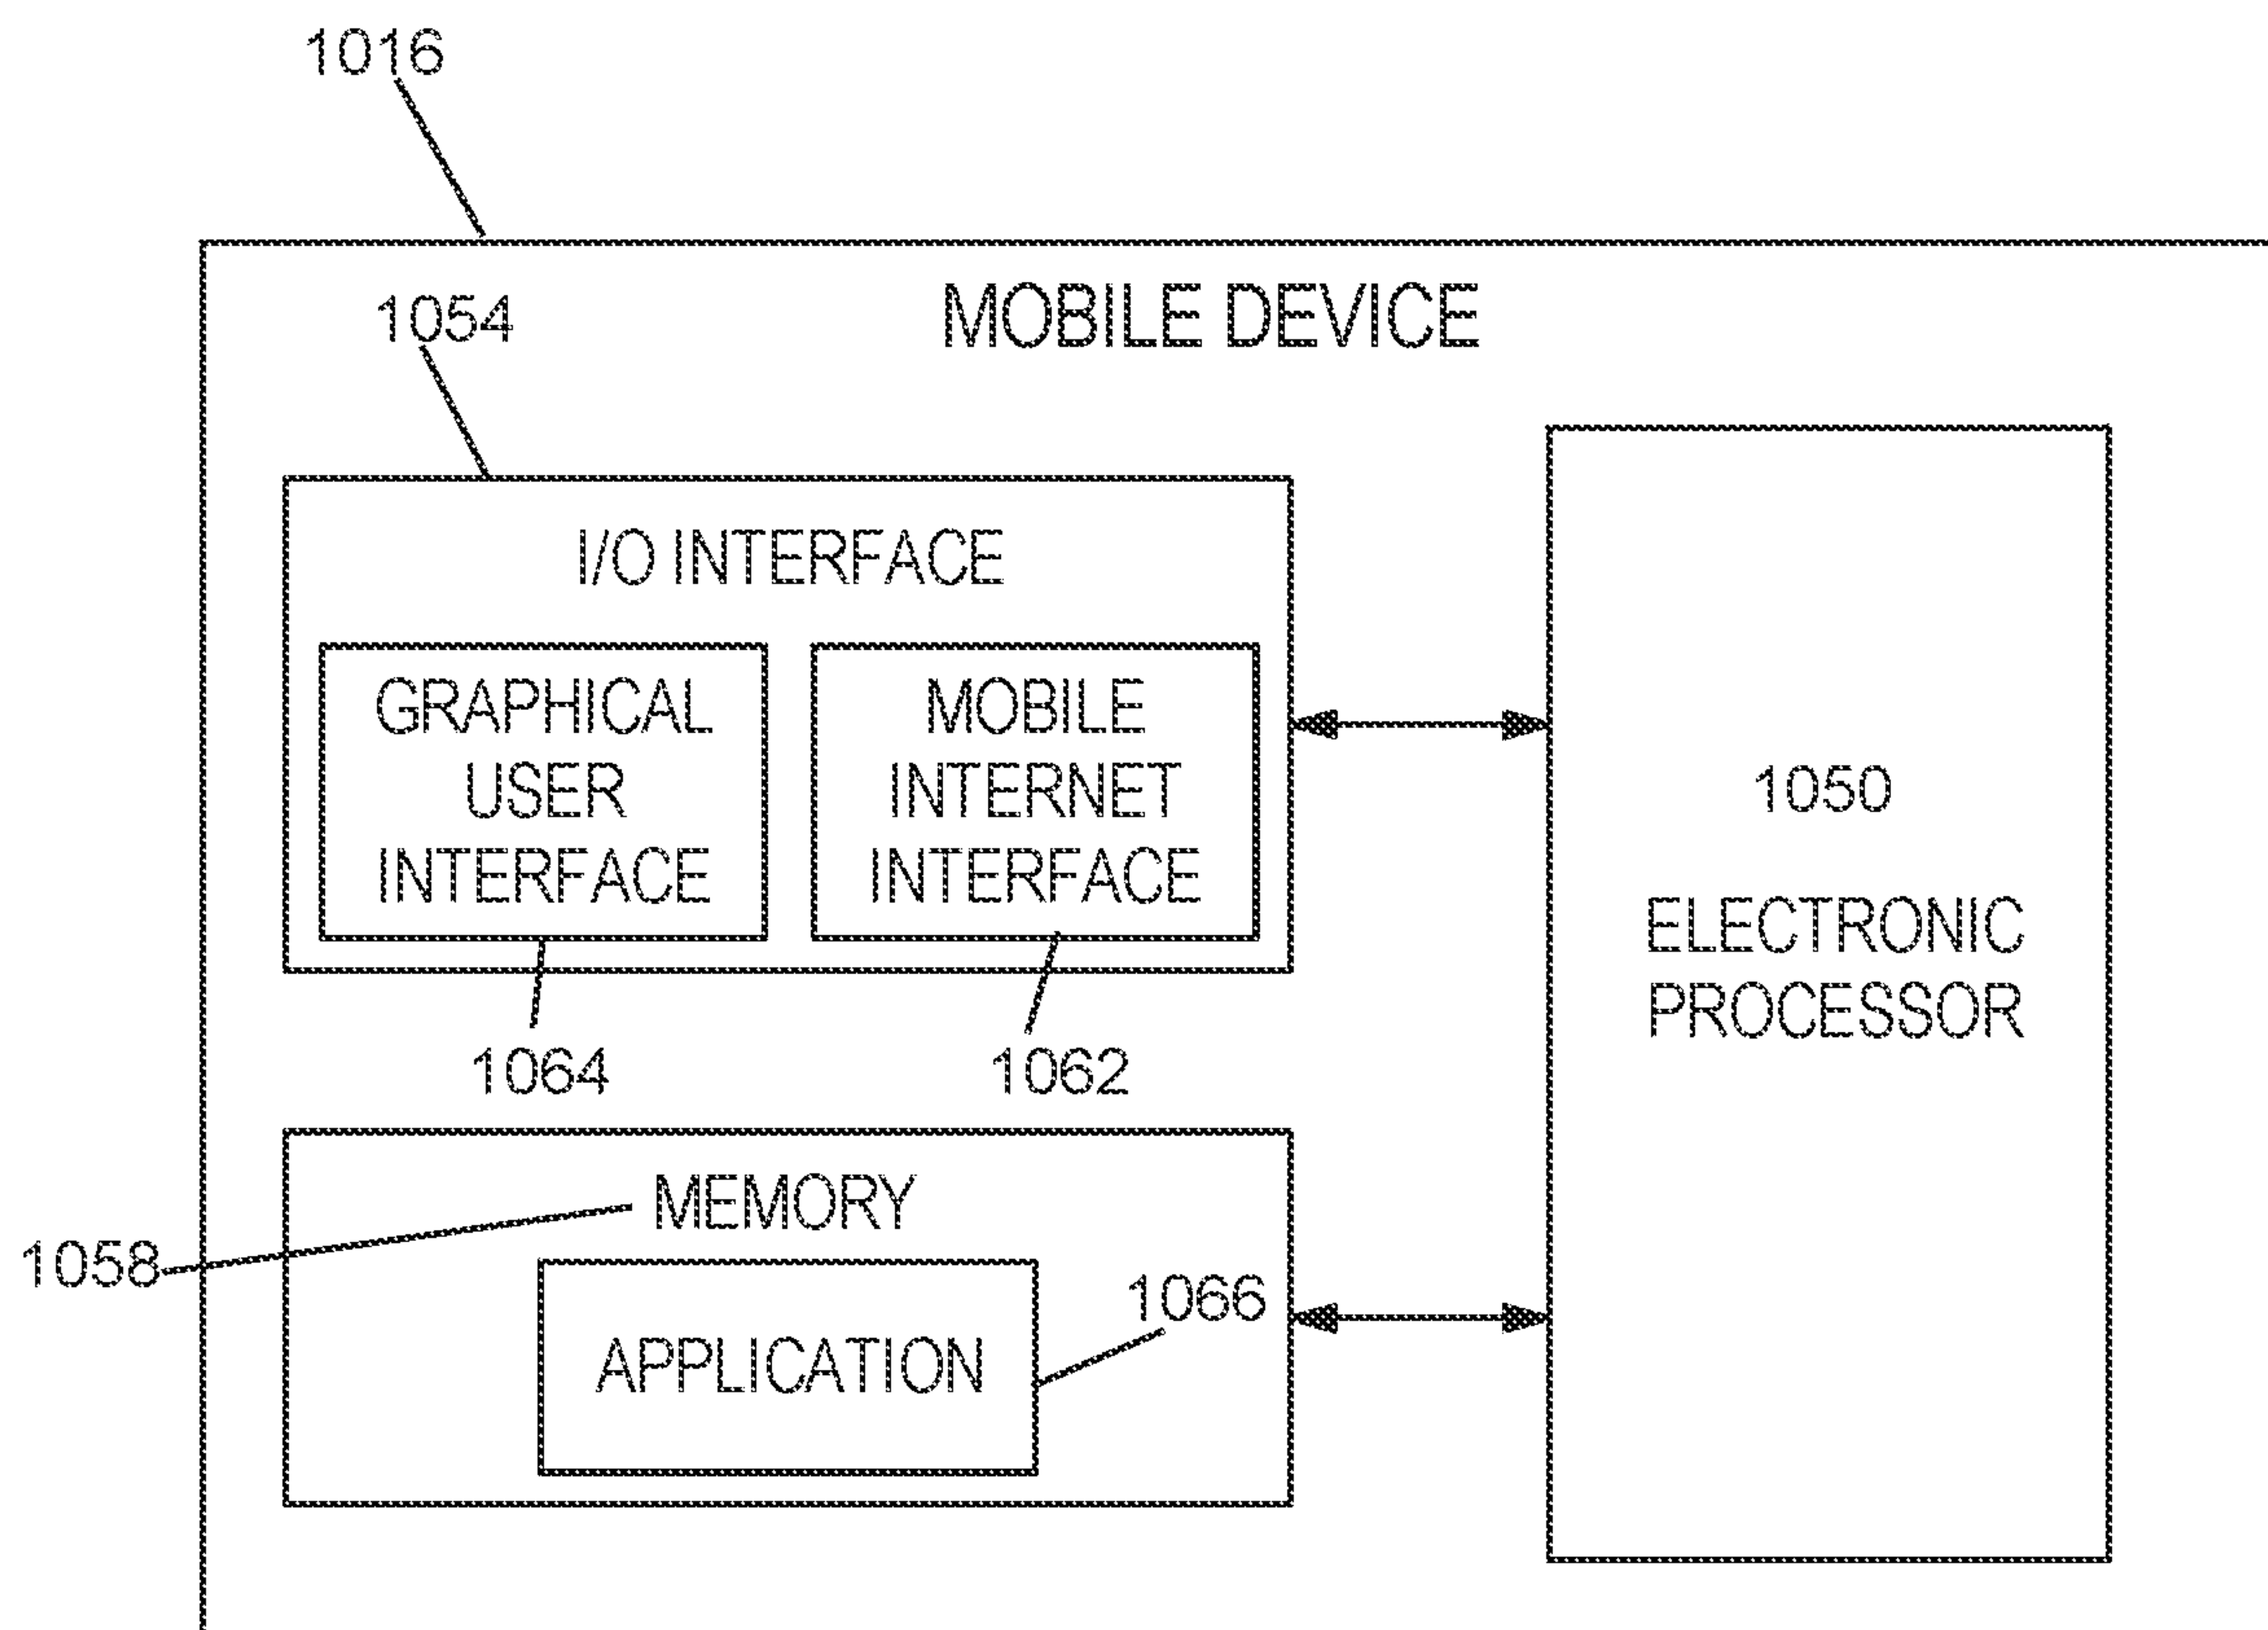 1016
MOBILE DEVICE
1054
I/O INTERFACE
GRAPHICAL
USER
INTERFACE
MOBILE
INTERNET
INTERFACE
1064
1062
1050
ELECTRONIC
PROCESSOR
MEMORY
1058
APPLICATION
1066